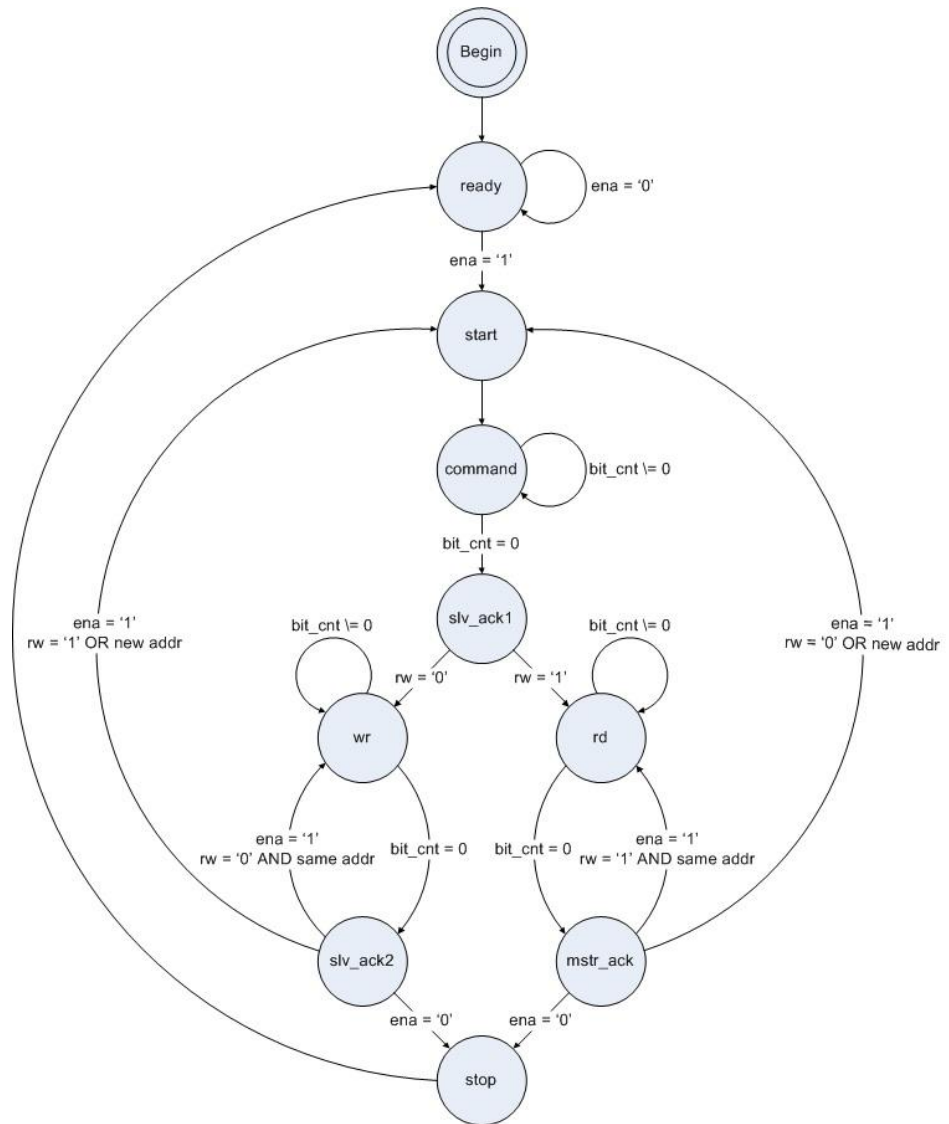 Begin
ready
ena = ‘0’
ena = ‘1’
start
command
bit_cnt \= 0
bit_cnt = 0
slv_ack1
ena = ‘1’
rw = ‘1’ OR new addr
ena = ‘1’
rw = ‘0’ OR new addr
bit_cnt \= 0
bit_cnt \= 0
rw = ‘0’
rw = ‘1’
wr
rd
ena = ‘1’
rw = ‘0’ AND same addr
bit_cnt = 0
bit_cnt = 0
ena = ‘1’
rw = ‘1’ AND same addr
slv_ack2
mstr_ack
ena = ‘0’
ena = ‘0’
stop